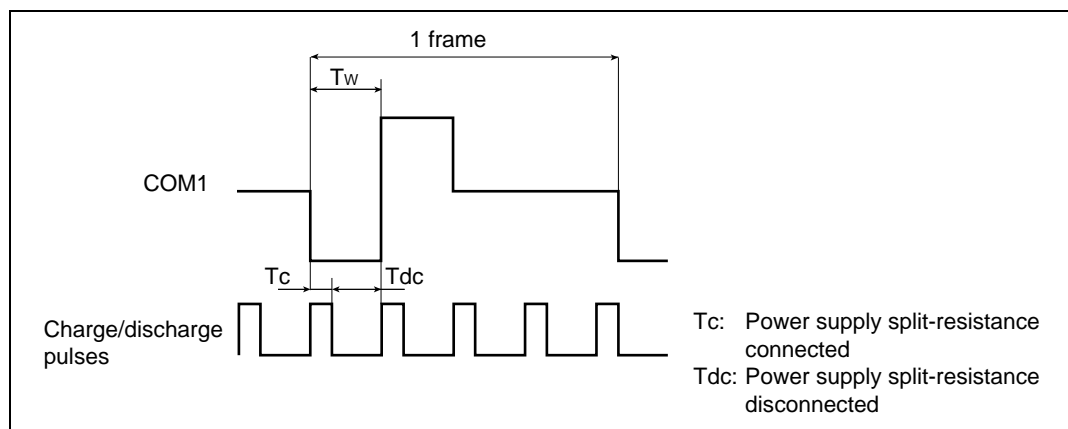 1 frame
Tw
COM1
Tc
Tdc
Charge/discharge
pulses
Tc: Power supply split-resistance
connected
Tdc: Power supply split-resistance
disconnected